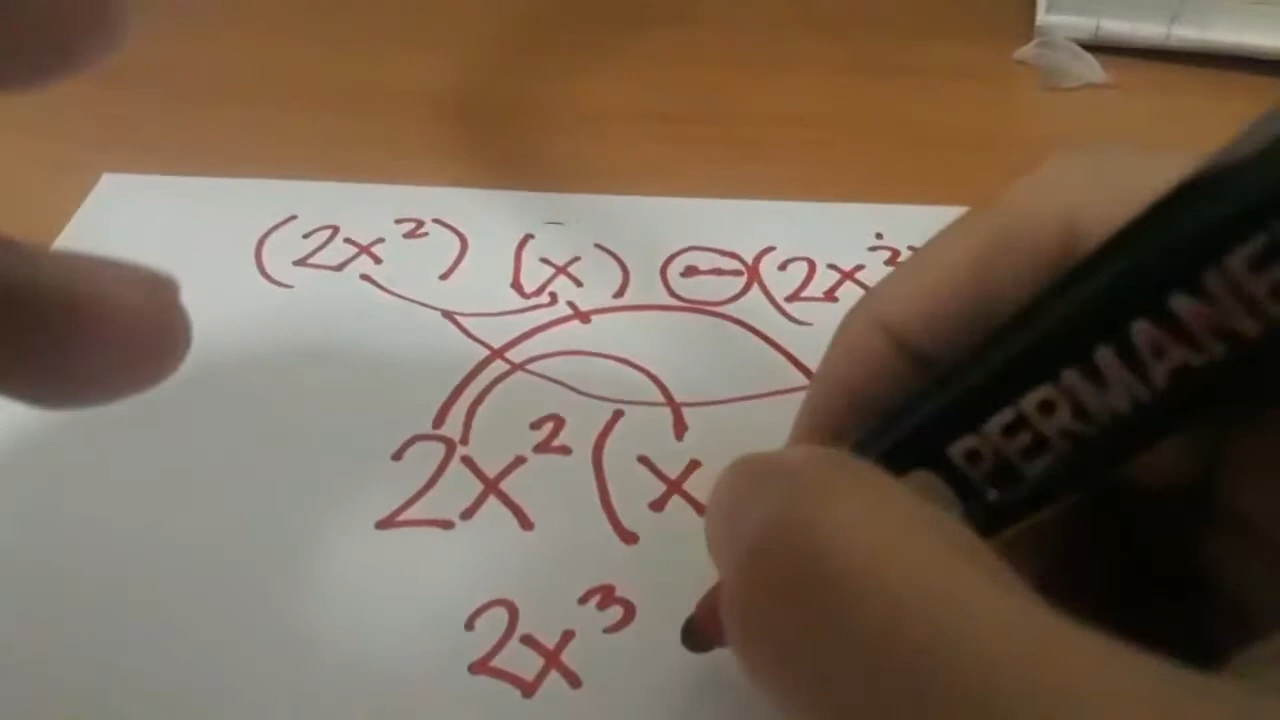 (2x²) (x) ⊖ (2x²)
2x² (x
2x³
PERMANE